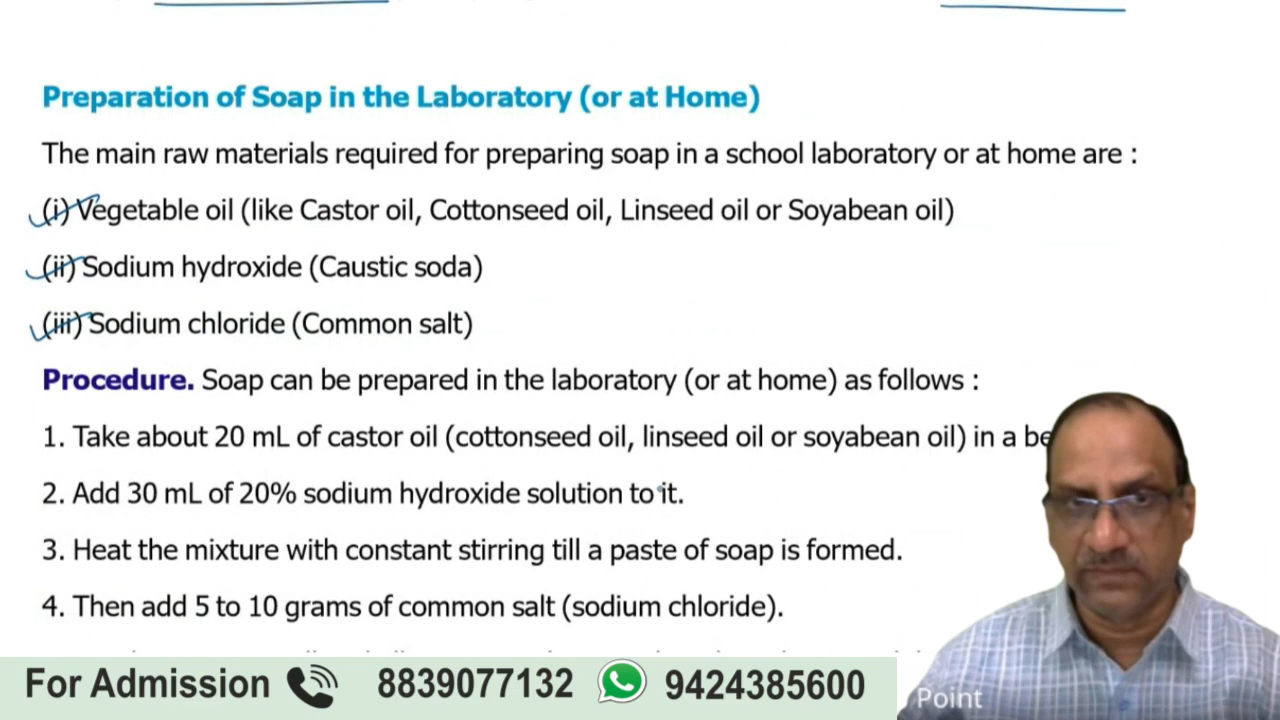 Preparation of Soap in the Laboratory (or at Home)
The main raw materials required for preparing soap in a school laboratory or at home are :
(i) Vegetable oil (like Castor oil, Cottonseed oil, Linseed oil or Soyabean oil)
(ii) Sodium hydroxide (Caustic soda)
(iii) Sodium chloride (Common salt)
Procedure. Soap can be prepared in the laboratory (or at home) as follows :
1. Take about 20 mL of castor oil (cottonseed oil, linseed oil or soyabean oil) in a be
2. Add 30 mL of 20% sodium hydroxide solution to it.
3. Heat the mixture with constant stirring till a paste of soap is formed.
4. Then add 5 to 10 grams of common salt (sodium chloride).
For Admission 8839077132 9424385600
Point